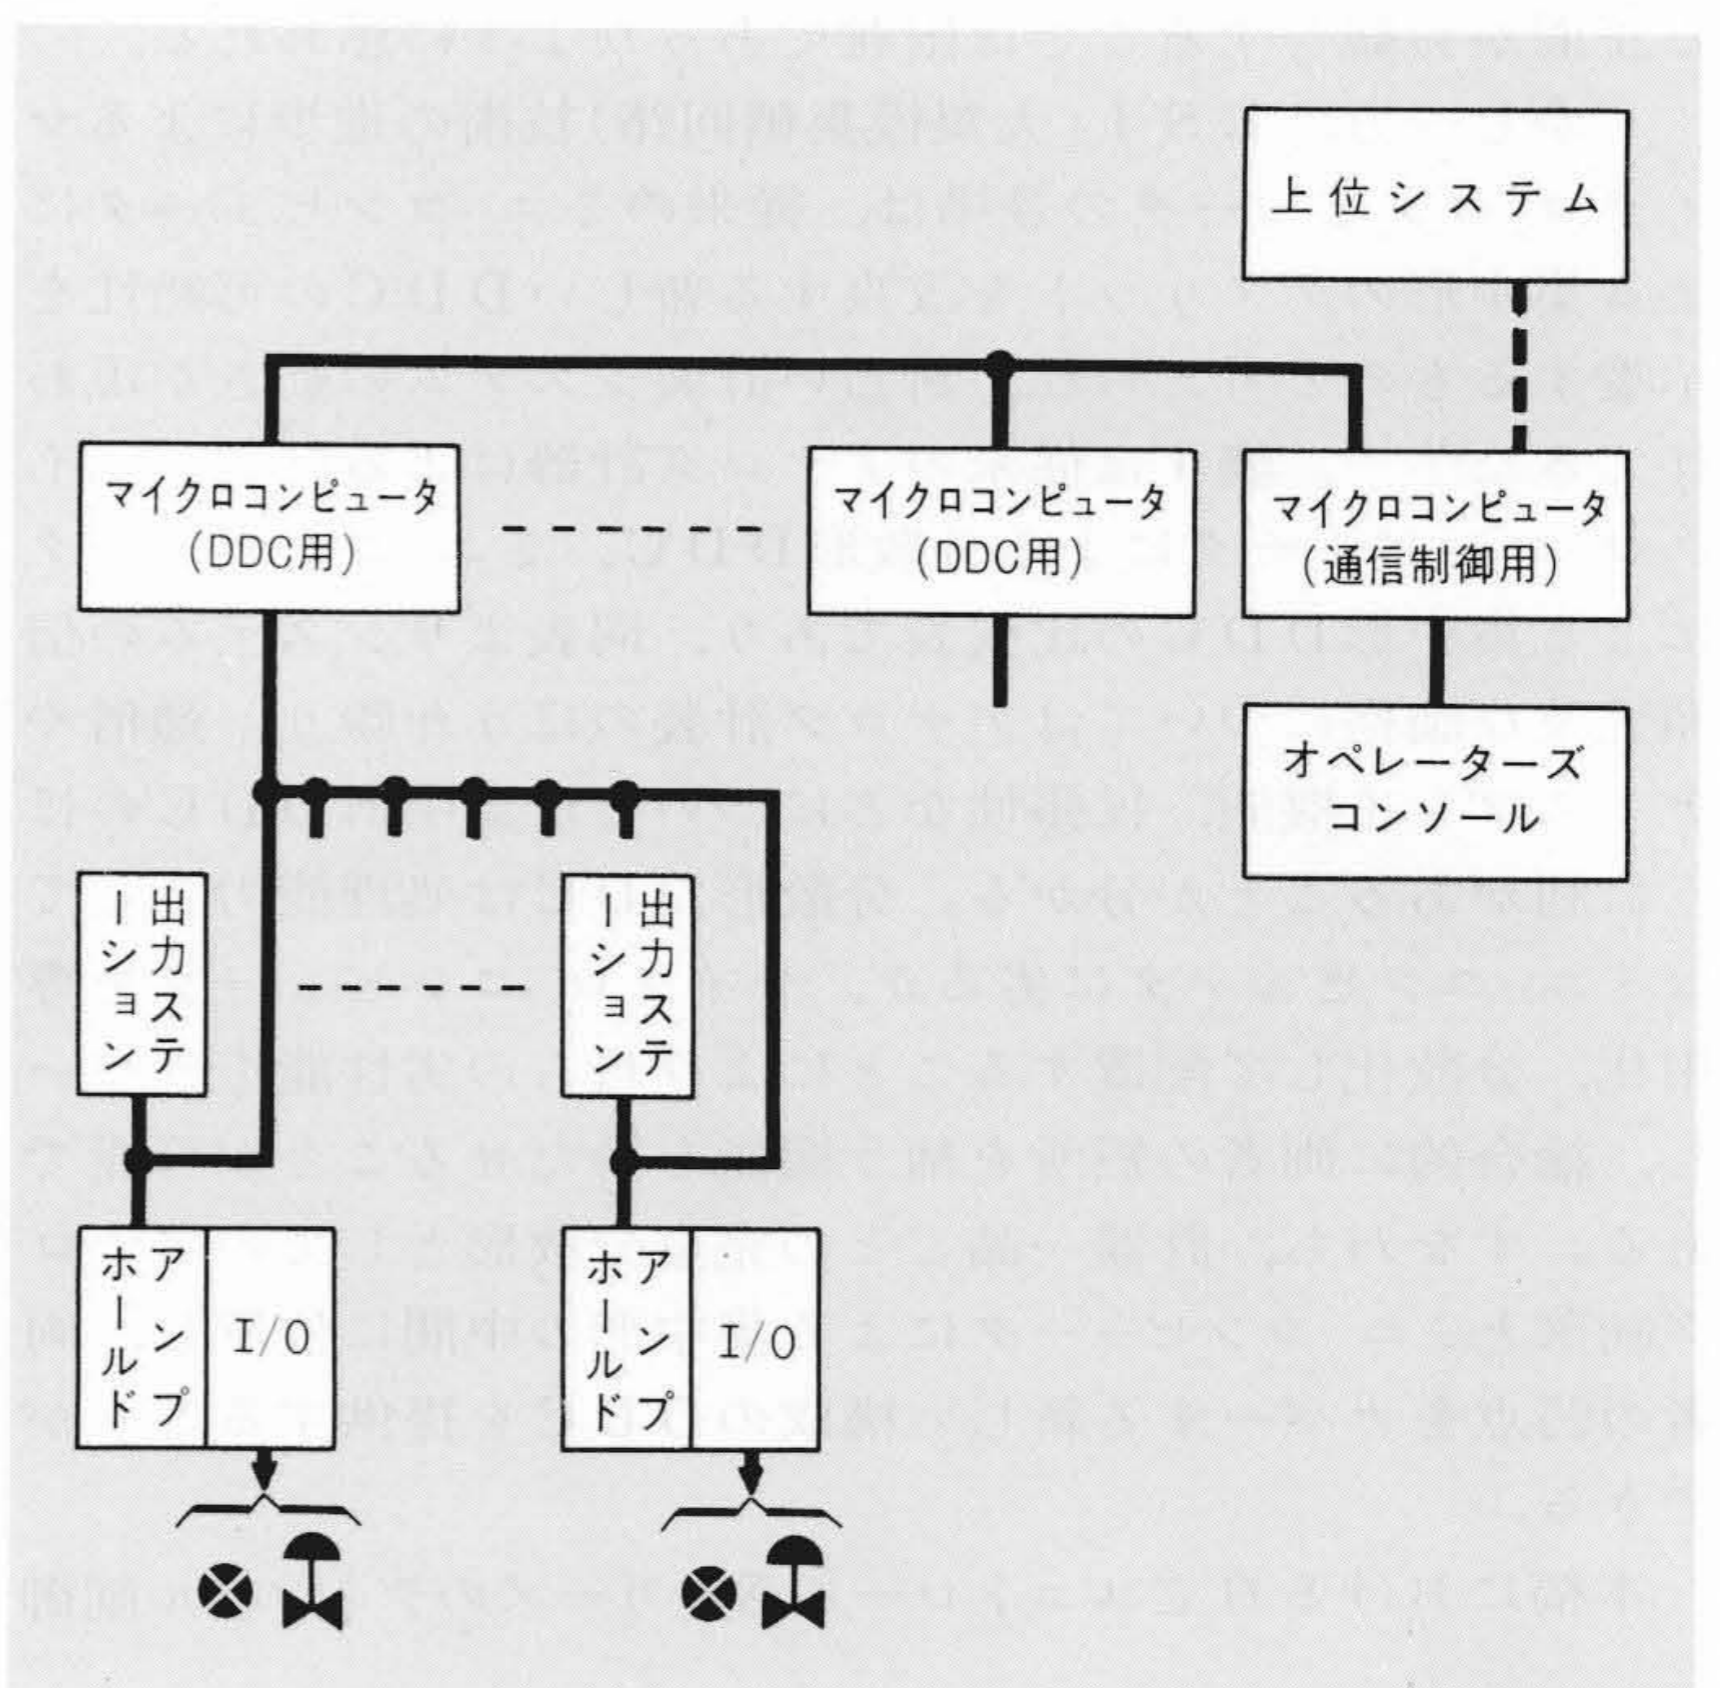 上位システム
マイクロコンピュータ
(DDC用)
マイクロコンピュータ
(DDC用)
マイクロコンピュータ
(通信制御用)
オペレーターズ
コンソール
出力ステ
ーション
出力ステ
ーション
アンプ
ホールド
I/O
アンプ
ホールド
I/O